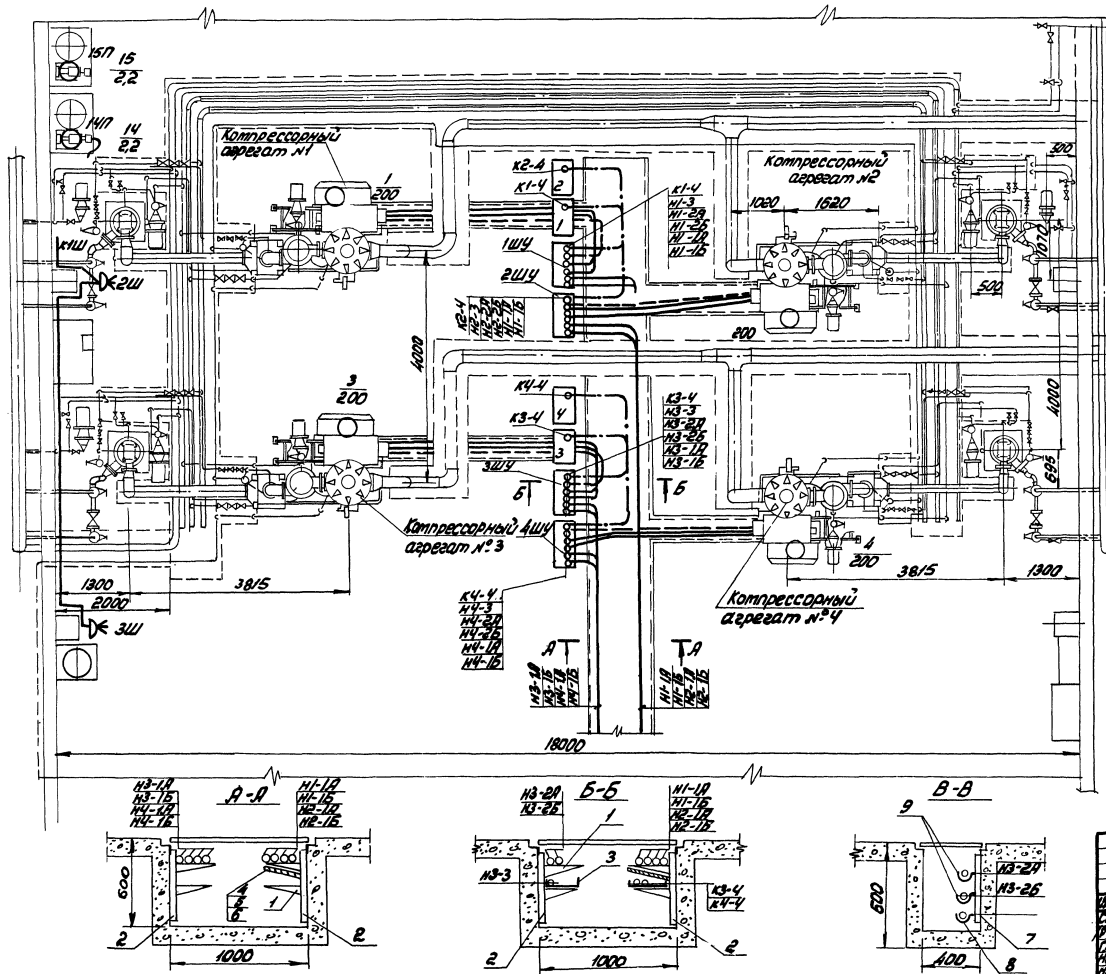 15П
15
2,2
14П
14
2,2
Компрессорный
агрегат №1
1
200
К2-4
2
К1-4
1
К1-4
Н1-3
Н1-2А
Н1-2Б
Н1-1А
Н1-1Б
Компрессорный
агрегат №2
500
1020
1620
1070
500
К1Ш
2Ш
1ШУ
2ШУ
К2-4
Н2-3
Н2-2А
Н2-2Б
Н1-1А
Н1-1Б
200
4000
4000
695
3
200
К4-4
4
К3-4
3
К3-4
Н3-3
Н3-2А
Н3-2Б
Н3-1А
Н3-1Б
3ШУ
Б
Б
Компрессорный
агрегат №3
4ШУ
4
200
1300
3815
3815
1300
2000
3Ш
Компрессорный
агрегат №4
К4-4
Н4-3
Н4-2А
Н4-2Б
Н4-1А
Н4-1Б
А
А
Н3-1А
Н3-1Б
Н4-1А
Н4-1Б
Н1-1А
Н1-1Б
Н2-1А
Н2-1Б
18000
А-А
Н3-1А
Н3-1Б
Н4-1А
Н4-1Б
Н1-1А
Н1-1Б
Н2-1А
Н2-1Б
600
4
5
6
1
2
2
1000
Б-Б
Н3-2А
Н3-2Б
1
Н1-1А
Н1-1Б
Н2-1А
Н2-1Б
Н3-3
3
К3-4
К4-4
2
2
1000
В-В
9
Н3-2А
Н3-2Б
600
7
8
400